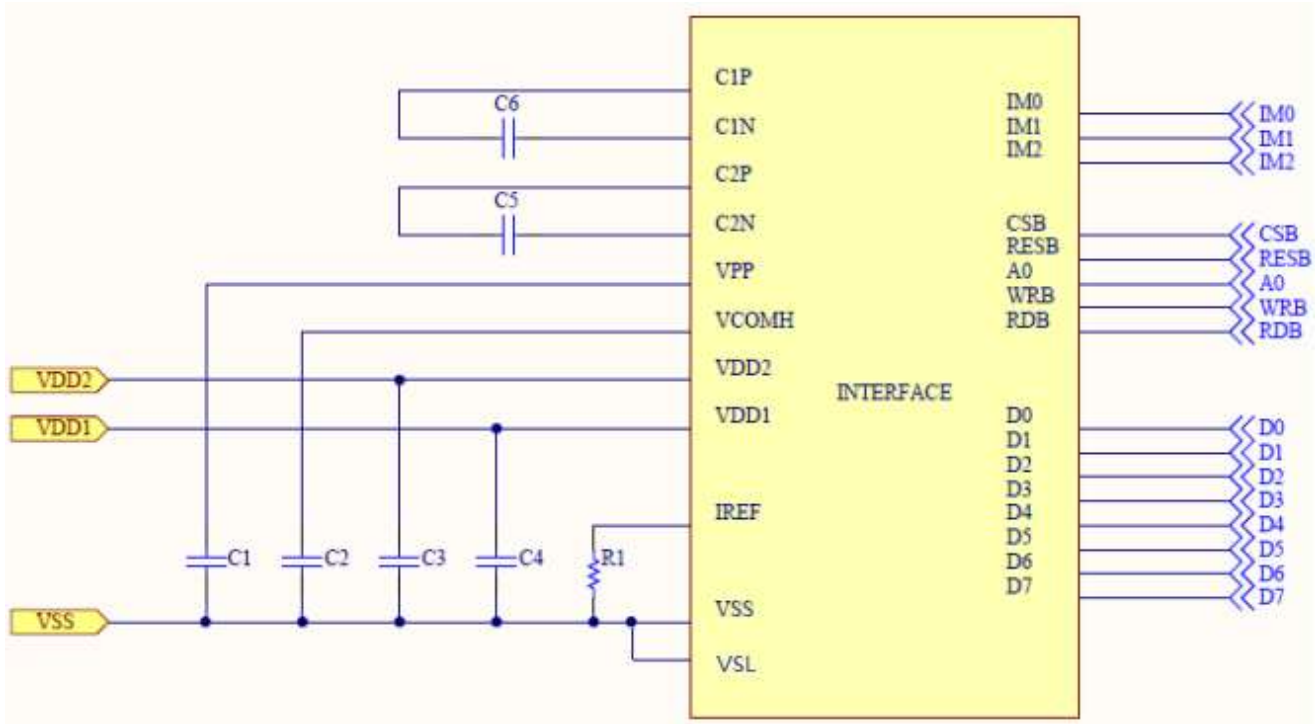 C1P
C6
C1N
C2P
C5
C2N
VPP
VCOMH
VDD2
VDD2
VDD1
VDD1
IREF
C1
C2
C3
C4
R1
VSS
VSS
VSL
INTERFACE
IM0
IM1
IM2
CSB
RESB
A0
WRB
RDB
D0
D1
D2
D3
D4
D5
D6
D7
IM0
IM1
IM2
CSB
RESB
A0
WRB
RDB
D0
D1
D2
D3
D4
D5
D6
D7